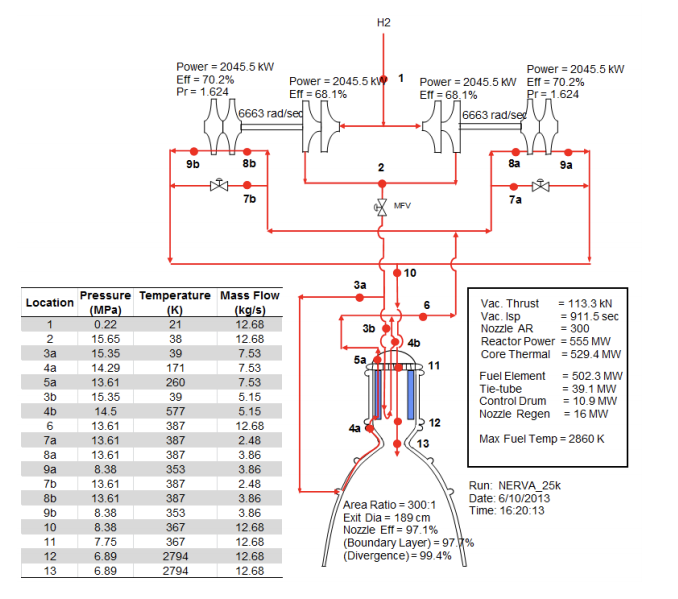 H2
Power = 2045.5 kW
Eff = 70.2%
Pr = 1.624
Power = 2045.5 kW
Eff = 68.1%
1
Power = 2045.5 kW
Eff = 68.1%
Power = 2045.5 kW
Eff = 70.2%
Pr = 1.624
6663 rad/sec
6663 rad/sec
9b
8b
2
8a
9a
7b
7a
MFV
10
3a
6
3b
4b
5a
11
4a
12
13
Location Pressure (MPa) Temperature (K) Mass Flow (kg/s)
1 0.22 21 12.68
2 15.65 38 12.68
3a 15.35 39 7.53
4a 14.29 171 7.53
5a 13.61 260 7.53
3b 15.35 39 5.15
4b 14.5 577 5.15
6 13.61 387 12.68
7a 13.61 387 2.48
8a 13.61 387 3.86
9a 8.38 353 3.86
7b 13.61 387 2.48
8b 13.61 387 3.86
9b 8.38 353 3.86
10 8.38 367 12.68
11 7.75 367 12.68
12 6.89 2794 12.68
13 6.89 2794 12.68
Area Ratio = 300:1
Exit Dia = 189 cm
Nozzle Eff = 97.1%
(Boundary Layer) = 97.7%
(Divergence) = 99.4%
Vac. Thrust = 113.3 kN
Vac. Isp = 911.5 sec
Nozzle AR = 300
Reactor Power = 555 MW
Core Thermal = 529.4 MW
Fuel Element = 502.3 MW
Tie-tube = 39.1 MW
Control Drum = 10.9 MW
Nozzle Regen = 16 MW
Max Fuel Temp = 2860 K
Run: NERVA_25k
Date: 6/10/2013
Time: 16:20:13